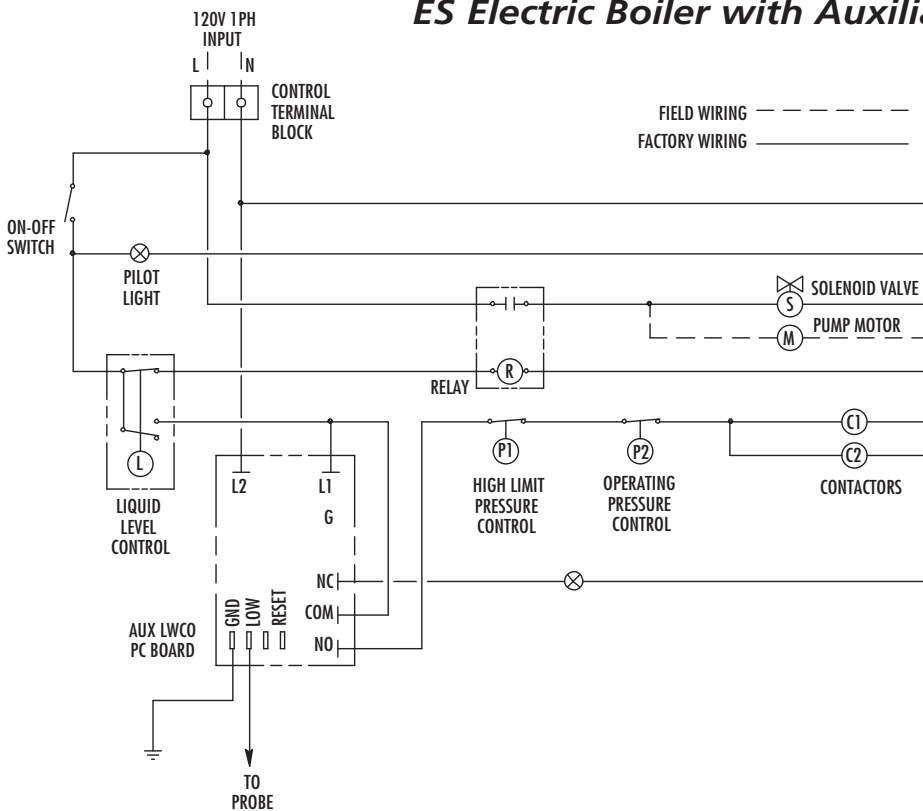 ES Electric Boiler with Auxilia
120V 1PH
INPUT
L
N
CONTROL
TERMINAL
BLOCK
FIELD WIRING
FACTORY WIRING
ON-OFF
SWITCH
PILOT
LIGHT
SOLENOID VALVE
S
PUMP MOTOR
M
RELAY
R
L
LIQUID
LEVEL
CONTROL
L2
L1
G
P1
HIGH LIMIT
PRESSURE
CONTROL
P2
OPERATING
PRESSURE
CONTROL
C1
C2
CONTACTORS
NC
COM
NO
GND
LOW
RESET
AUX LWCO
PC BOARD
TO
PROBE